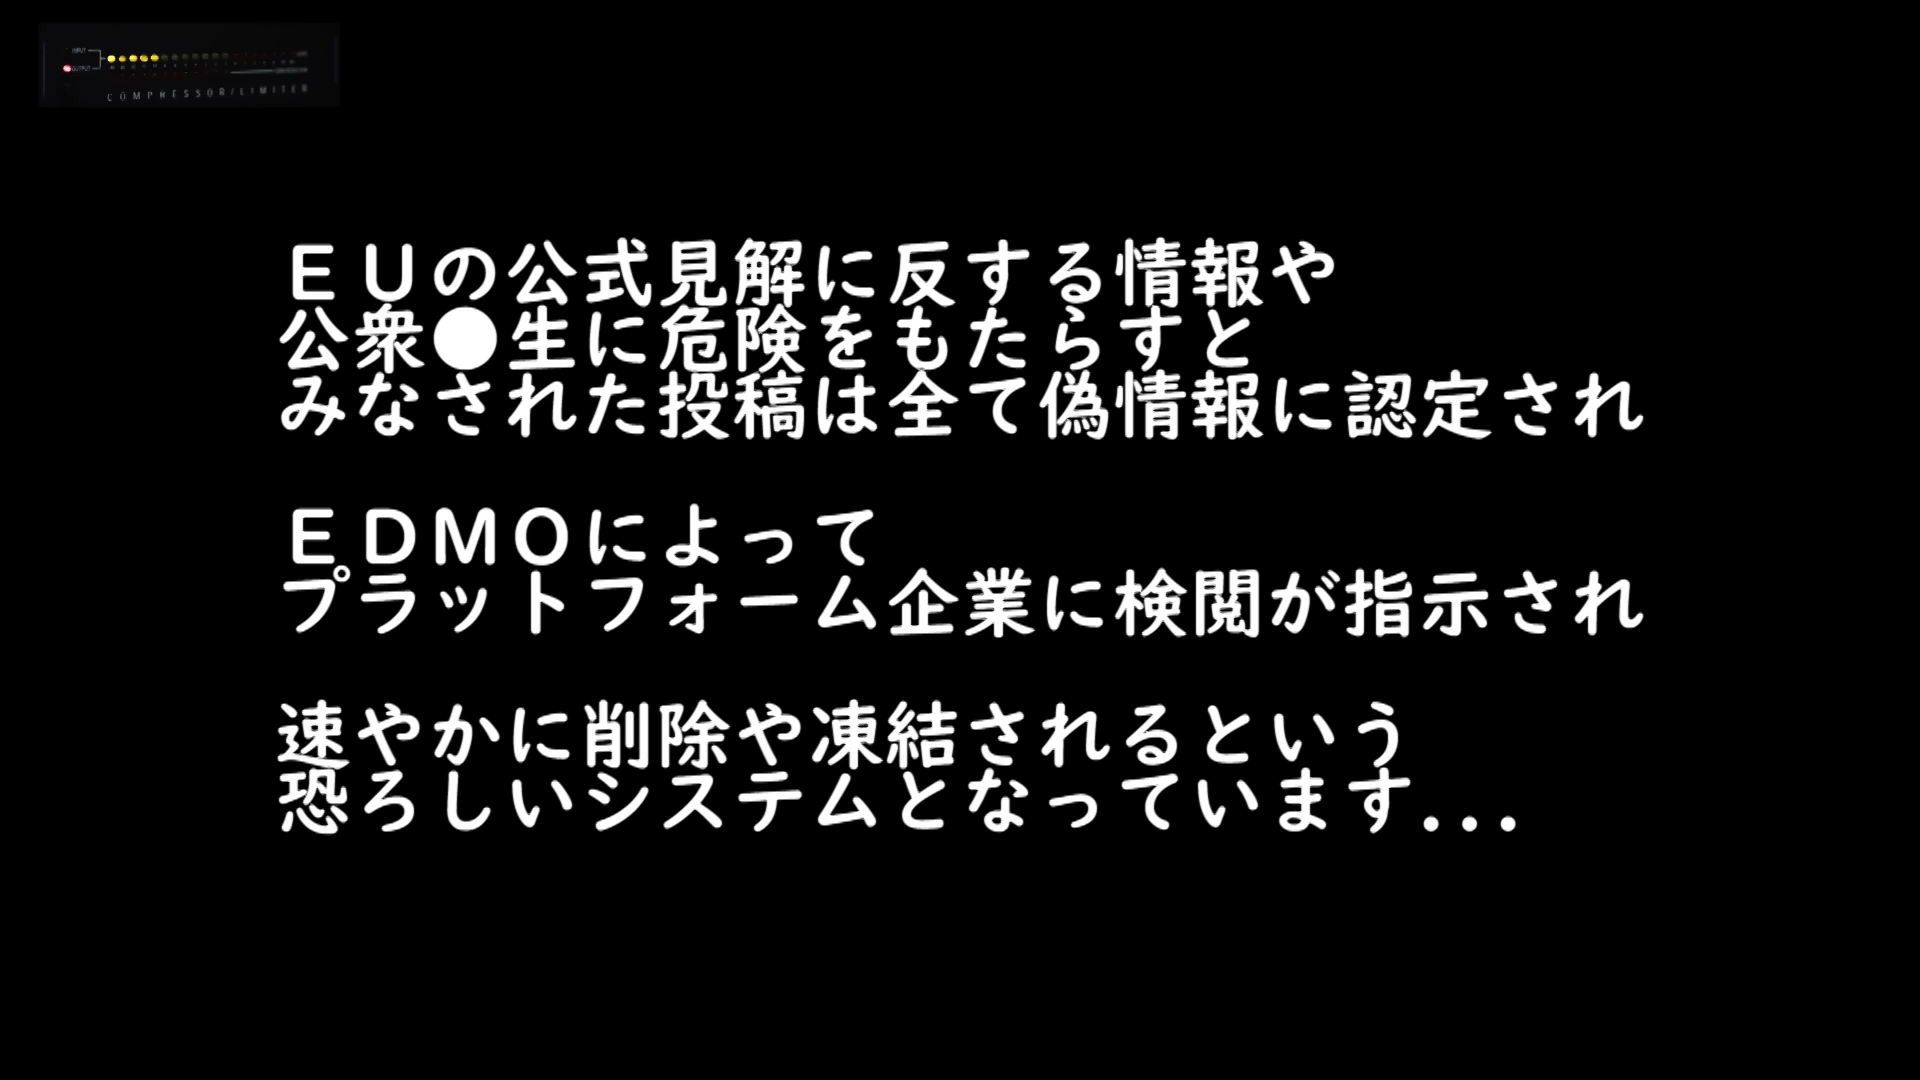 INPUT
OUTPUT
COMPRESSOR/LIMITER
ＥＵの公式見解に反する情報や
公衆●生に危険をもたらすと
みなされた投稿は全て偽情報に認定され
ＥＤＭＯによって
プラットフォーム企業に検閲が指示され
速やかに削除や凍結されるという
恐ろしいシステムとなっています...